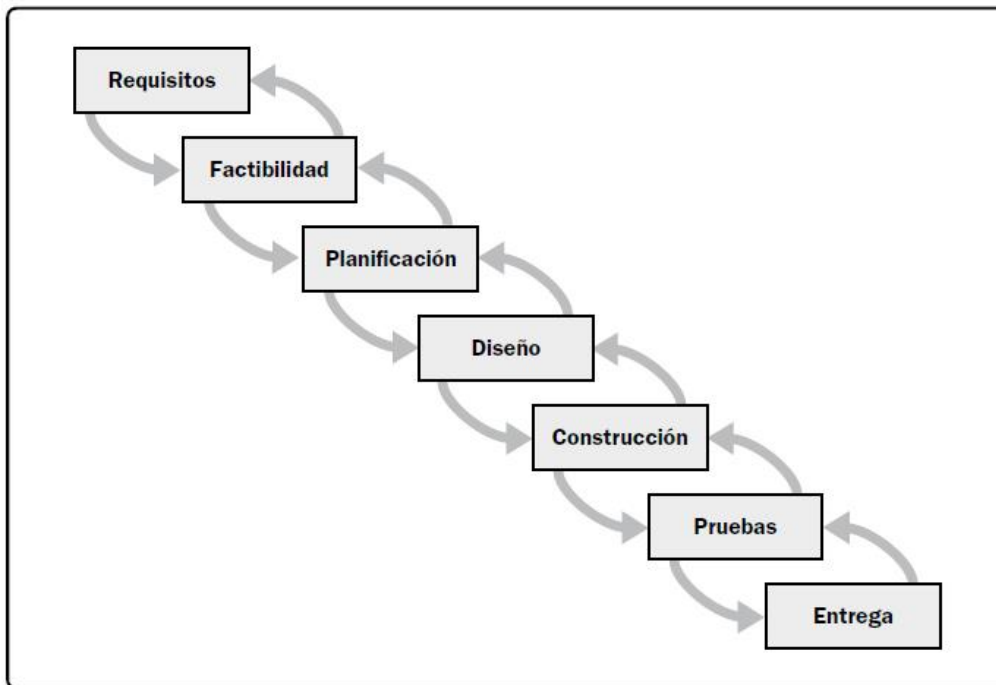 Requisitos
Factibilidad
Planificación
Diseño
Construcción
Pruebas
Entrega